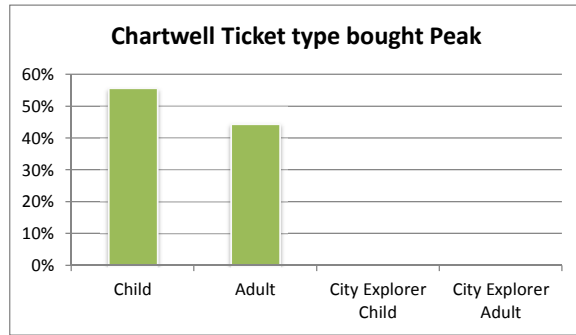 Chartwell Ticket type bought Peak
60%
50%
40%
30%
20%
10%
0%
Child
Adult
City Explorer
Child
City Explorer
Adult